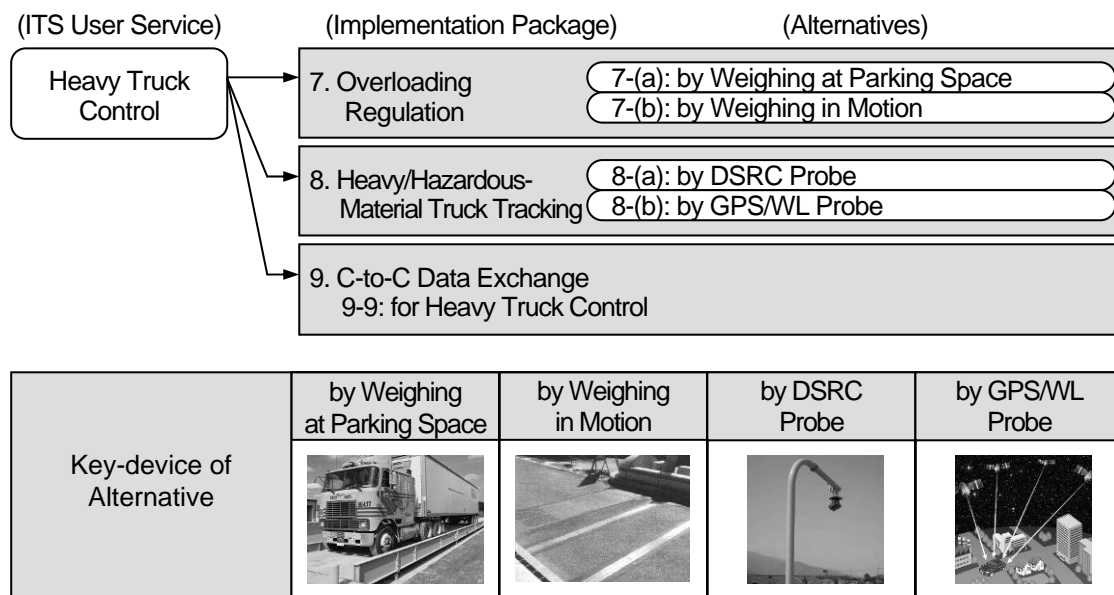 (ITS User Service) (Implementation Package) (Alternatives)
Heavy Truck
Control
7. Overloading
Regulation
7-(a): by Weighing at Parking Space
7-(b): by Weighing in Motion
8. Heavy/Hazardous-
Material Truck Tracking
8-(a): by DSRC Probe
8-(b): by GPS/WL Probe
9. C-to-C Data Exchange
9-9: for Heavy Truck Control
Key-device of
Alternative
by Weighing
at Parking Space
by Weighing
in Motion
by DSRC
Probe
by GPS/WL
Probe